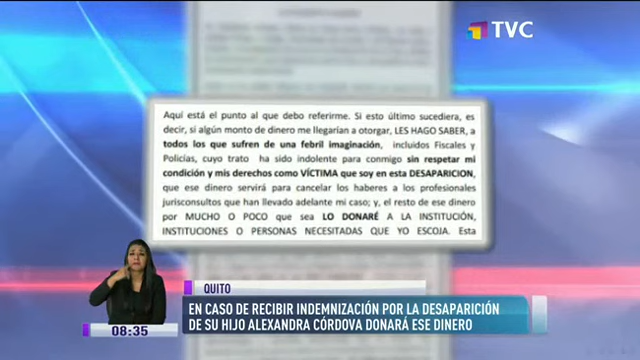 TVC
Aquí está el punto al que debo referirme. Si esto último sucediera, es
decir, si algún monto de dinero me llegarían a otorgar, LES HAGO SABER, a
todos los que sufren de una febril imaginación, incluidos Fiscales y
Policías, cuyo trato ha sido indolente para conmigo sin respetar mi
condición y mis derechos como VÍCTIMA que soy en esta DESAPARICION,
que ese dinero servirá para cancelar los haberes a los profesionales
jurisconsultos que han llevado adelante mi caso; y, el resto de ese dinero
por MUCHO O POCO que sea LO DONARÉ A LA INSTITUCIÓN,
INSTITUCIONES O PERSONAS NECESITADAS QUE YO ESCOJA. Esta
QUITO
EN CASO DE RECIBIR INDEMNIZACIÓN POR LA DESAPARICIÓN
DE SU HIJO ALEXANDRA CÓRDOVA DONARÁ ESE DINERO
08:35